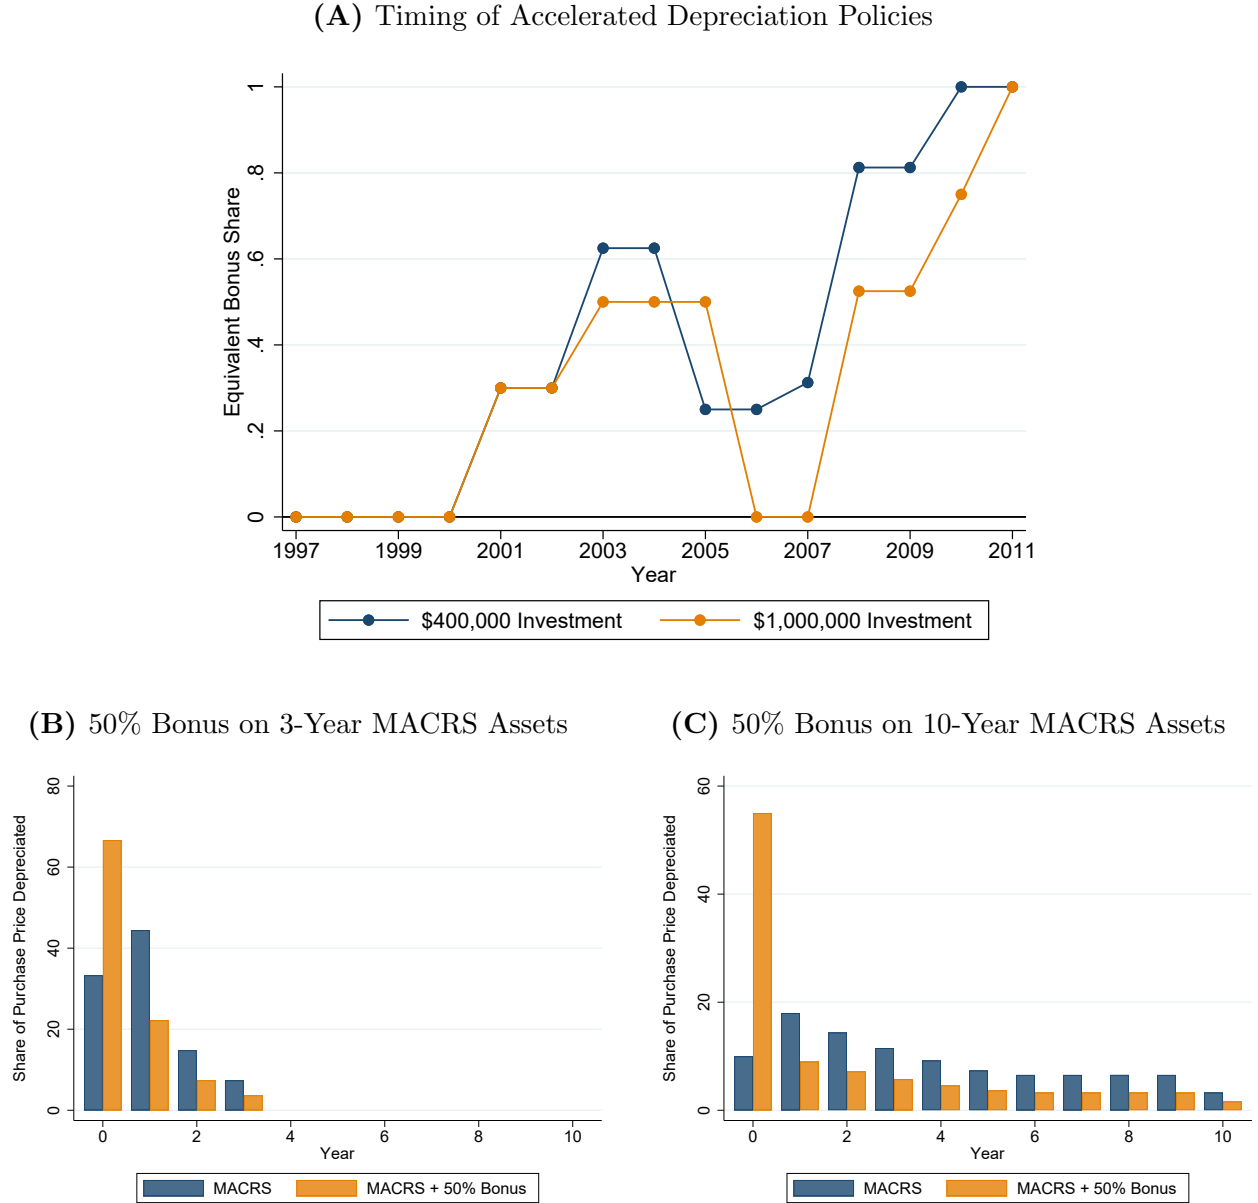 (A) Timing of Accelerated Depreciation Policies
Equivalent Bonus Share
1
.8
.6
.4
.2
0
1997 1999 2001 2003 2005 2007 2009 2011
Year
$400,000 Investment $1,000,000 Investment
(B) 50% Bonus on 3-Year MACRS Assets
Share of Purchase Price Depreciated
80
60
40
20
0
0 2 4 6 8 10
Year
MACRS MACRS + 50% Bonus
(C) 50% Bonus on 10-Year MACRS Assets
Share of Purchase Price Depreciated
60
40
20
0
0 2 4 6 8 10
Year
MACRS MACRS + 50% Bonus